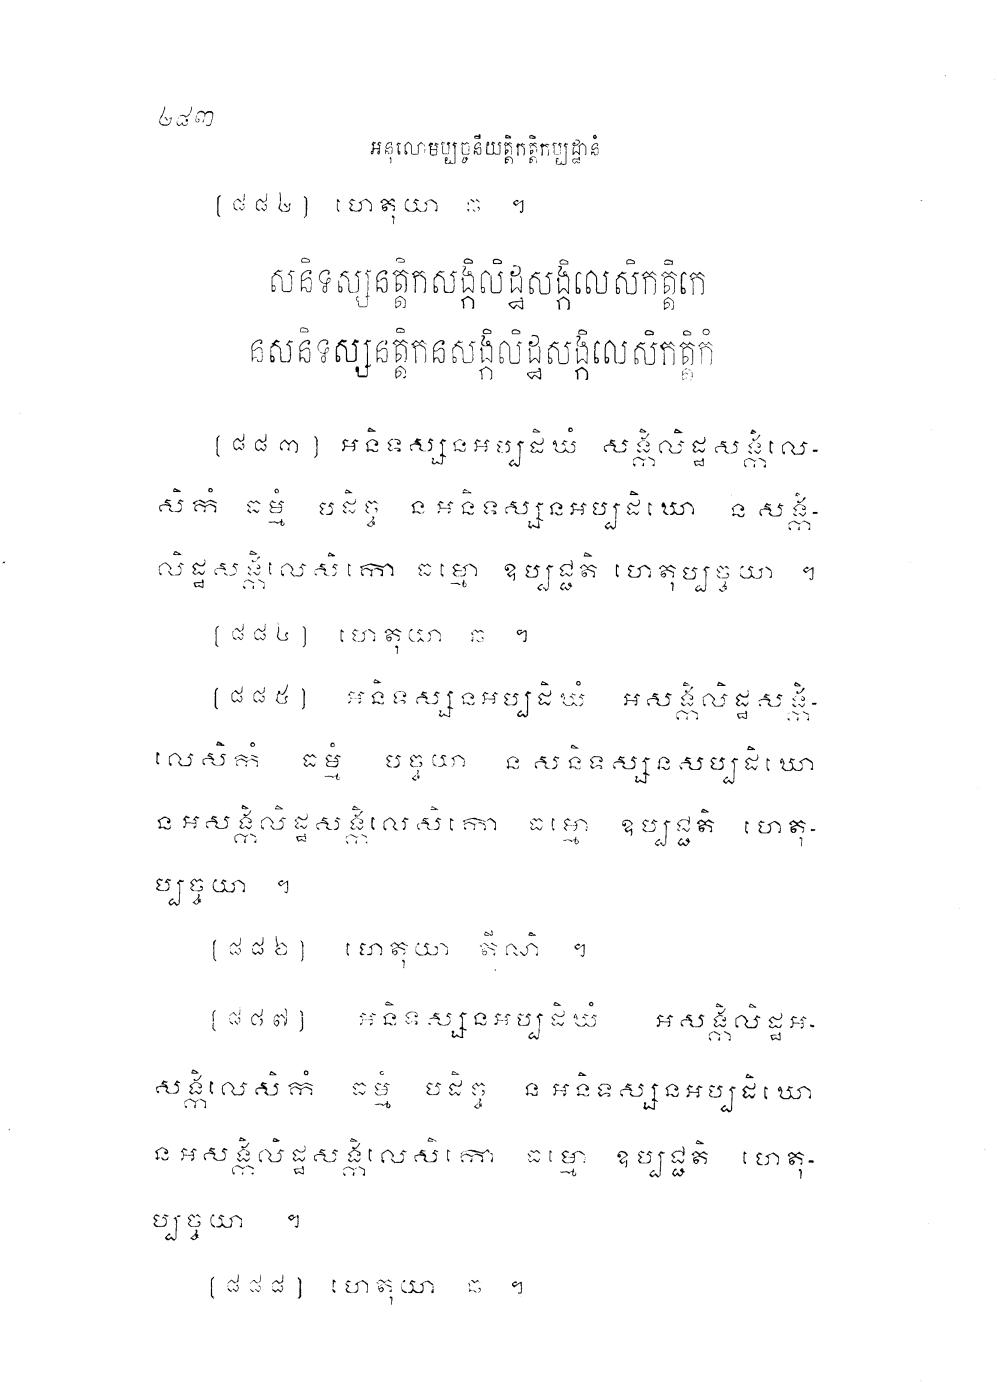 ៤៨៣
អនុលោមប្បច្ចនីយត្តិកត្តិកប្បដ្ឋានំ
(៨៨៤) ហេតុយា ធ ។
សនិទស្សនត្តិកសង្កិលិដ្ឋសង្កិលេសិកត្តិកេ
នសនិទស្សនត្តិកនសង្កិលិដ្ឋសង្កិលេសិកត្តិកំ
(៨៨៣) អនិទស្សនអប្បដិឃំ សង្កិលិដ្ឋសង្កិលេ-
សិកំ ធម្មំ បដិច្ច នអនិទស្សនអប្បដិឃោ នសង្កិ-
លិដ្ឋសង្កិលេសិកោ ធម្មោ ឧប្បជ្ជតិ ហេតុប្បច្ចយា ។
(៨៨៤) ហេតុយា ធ ។
(៨៨៥) អនិទស្សនអប្បដិឃំ អសង្កិលិដ្ឋសង្កិ-
លេសិកំ ធម្មំ បច្ចយា នសនិទស្សនសប្បដិឃោ
នអសង្កិលិដ្ឋសង្កិលេសិកោ ធម្មោ ឧប្បជ្ជតិ ហេតុ-
ប្បច្ចយា ។
(៨៨៦) ហេតុយា តីណិ ។
(៨៨៧) អនិទស្សនអប្បដិឃំ អសង្កិលិដ្ឋអ-
សង្កិលេសិកំ ធម្មំ បដិច្ច នអនិទស្សនអប្បដិឃោ
នអសង្កិលិដ្ឋសង្កិលេសិកោ ធម្មោ ឧប្បជ្ជតិ ហេតុ-
ប្បច្ចយា ។
(៨៨៨) ហេតុយា ធ ។